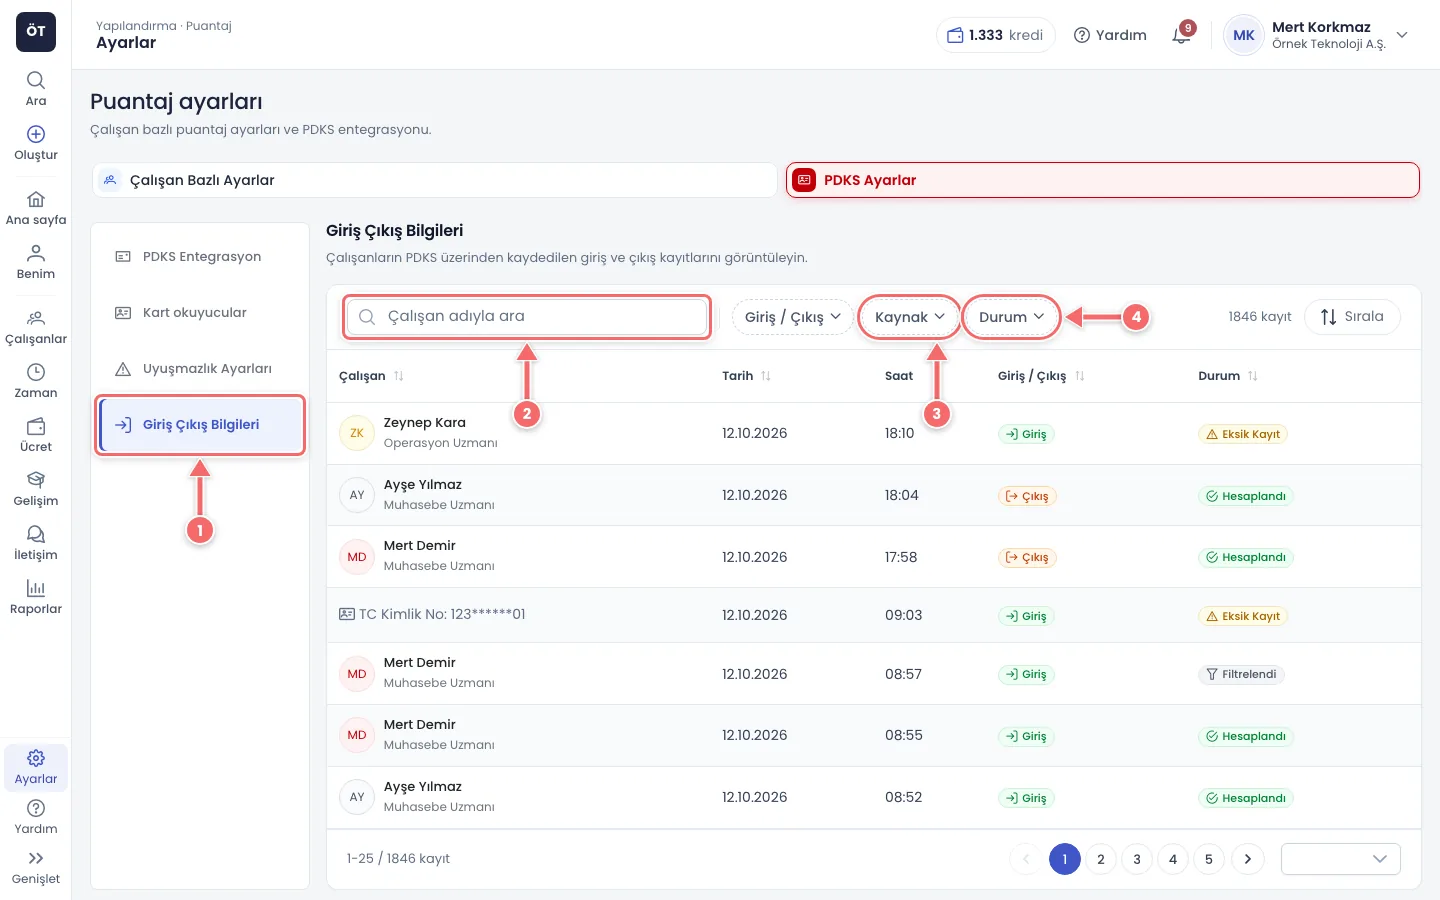 ÖT
Ara
Oluştur
Ana sayfa
Benim
Çalışanlar
Zaman
Ücret
Gelişim
İletişim
Raporlar
Ayarlar
Yardım
Genişlet
Yapılandırma · Puantaj
Ayarlar
1.333 kredi
Yardım
9
MK
Mert Korkmaz
Örnek Teknoloji A.Ş.
Puantaj ayarları
Çalışan bazlı puantaj ayarları ve PDKS entegrasyonu.
Çalışan Bazlı Ayarlar
PDKS Ayarlar
PDKS Entegrasyon
Kart okuyucular
Uyuşmazlık Ayarları
Giriş Çıkış Bilgileri
1
Giriş Çıkış Bilgileri
Çalışanların PDKS üzerinden kaydedilen giriş ve çıkış kayıtlarını görüntüleyin.
Çalışan adıyla ara
Giriş / Çıkış
Kaynak
Durum
4
1846 kayıt
Sırala
2
3
Çalışan Tarih Saat Giriş / Çıkış Durum
ZK Zeynep Kara
Operasyon Uzmanı
12.10.2026 18:10 Giriş Eksik Kayıt
AY Ayşe Yılmaz
Muhasebe Uzmanı
12.10.2026 18:04 Çıkış Hesaplandı
MD Mert Demir
Muhasebe Uzmanı
12.10.2026 17:58 Çıkış Hesaplandı
TC Kimlik No: 123******01 12.10.2026 09:03 Giriş Eksik Kayıt
MD Mert Demir
Muhasebe Uzmanı
12.10.2026 08:57 Giriş Filtrelendi
MD Mert Demir
Muhasebe Uzmanı
12.10.2026 08:55 Giriş Hesaplandı
AY Ayşe Yılmaz
Muhasebe Uzmanı
12.10.2026 08:52 Giriş Hesaplandı
1-25 / 1846 kayıt
1 2 3 4 5